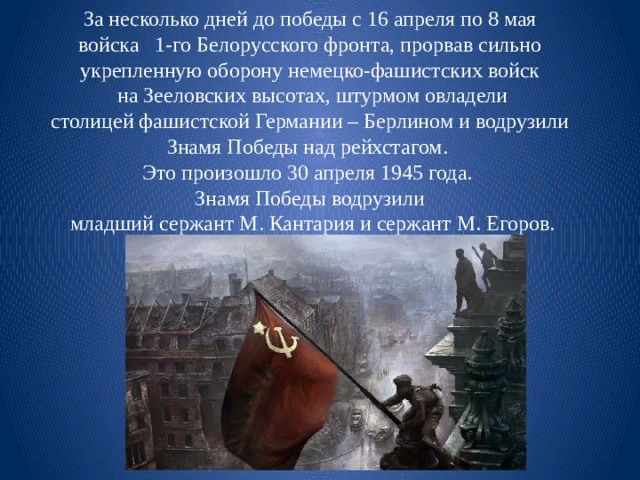 За несколько дней до победы с 16 апреля по 8 мая
войска 1-го Белорусского фронта, прорвав сильно
укрепленную оборону немецко-фашистских войск
на Зееловских высотах, штурмом овладели
столицей фашистской Германии – Берлином и водрузили
Знамя Победы над рейхстагом.
Это произошло 30 апреля 1945 года.
Знамя Победы водрузили
младший сержант М. Кантария и сержант М. Егоров.